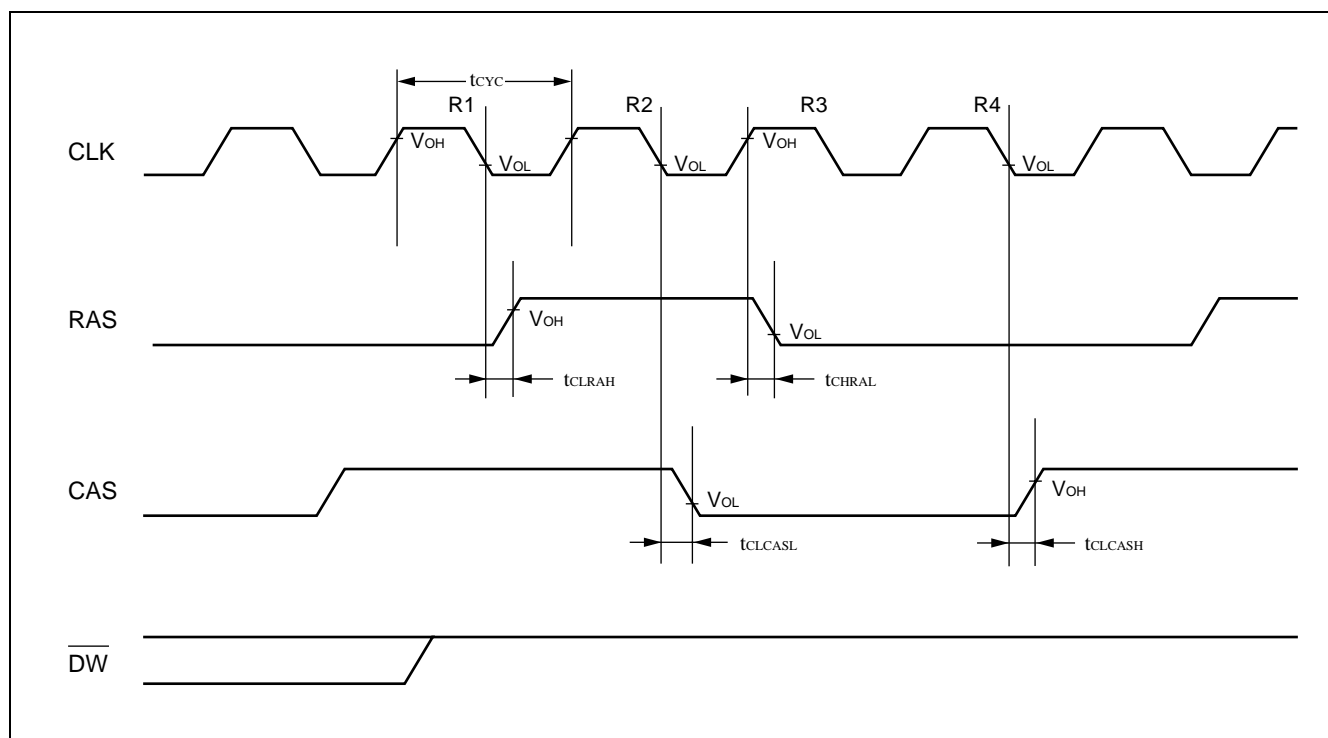 tCYC
R1 R2 R3 R4
CLK VOH VOL VOL VOH VOL
RAS VOH VOL
tCLRAH tCHRAL
CAS VOL VOH
tCLCASL tCLCASH
D̅W̅